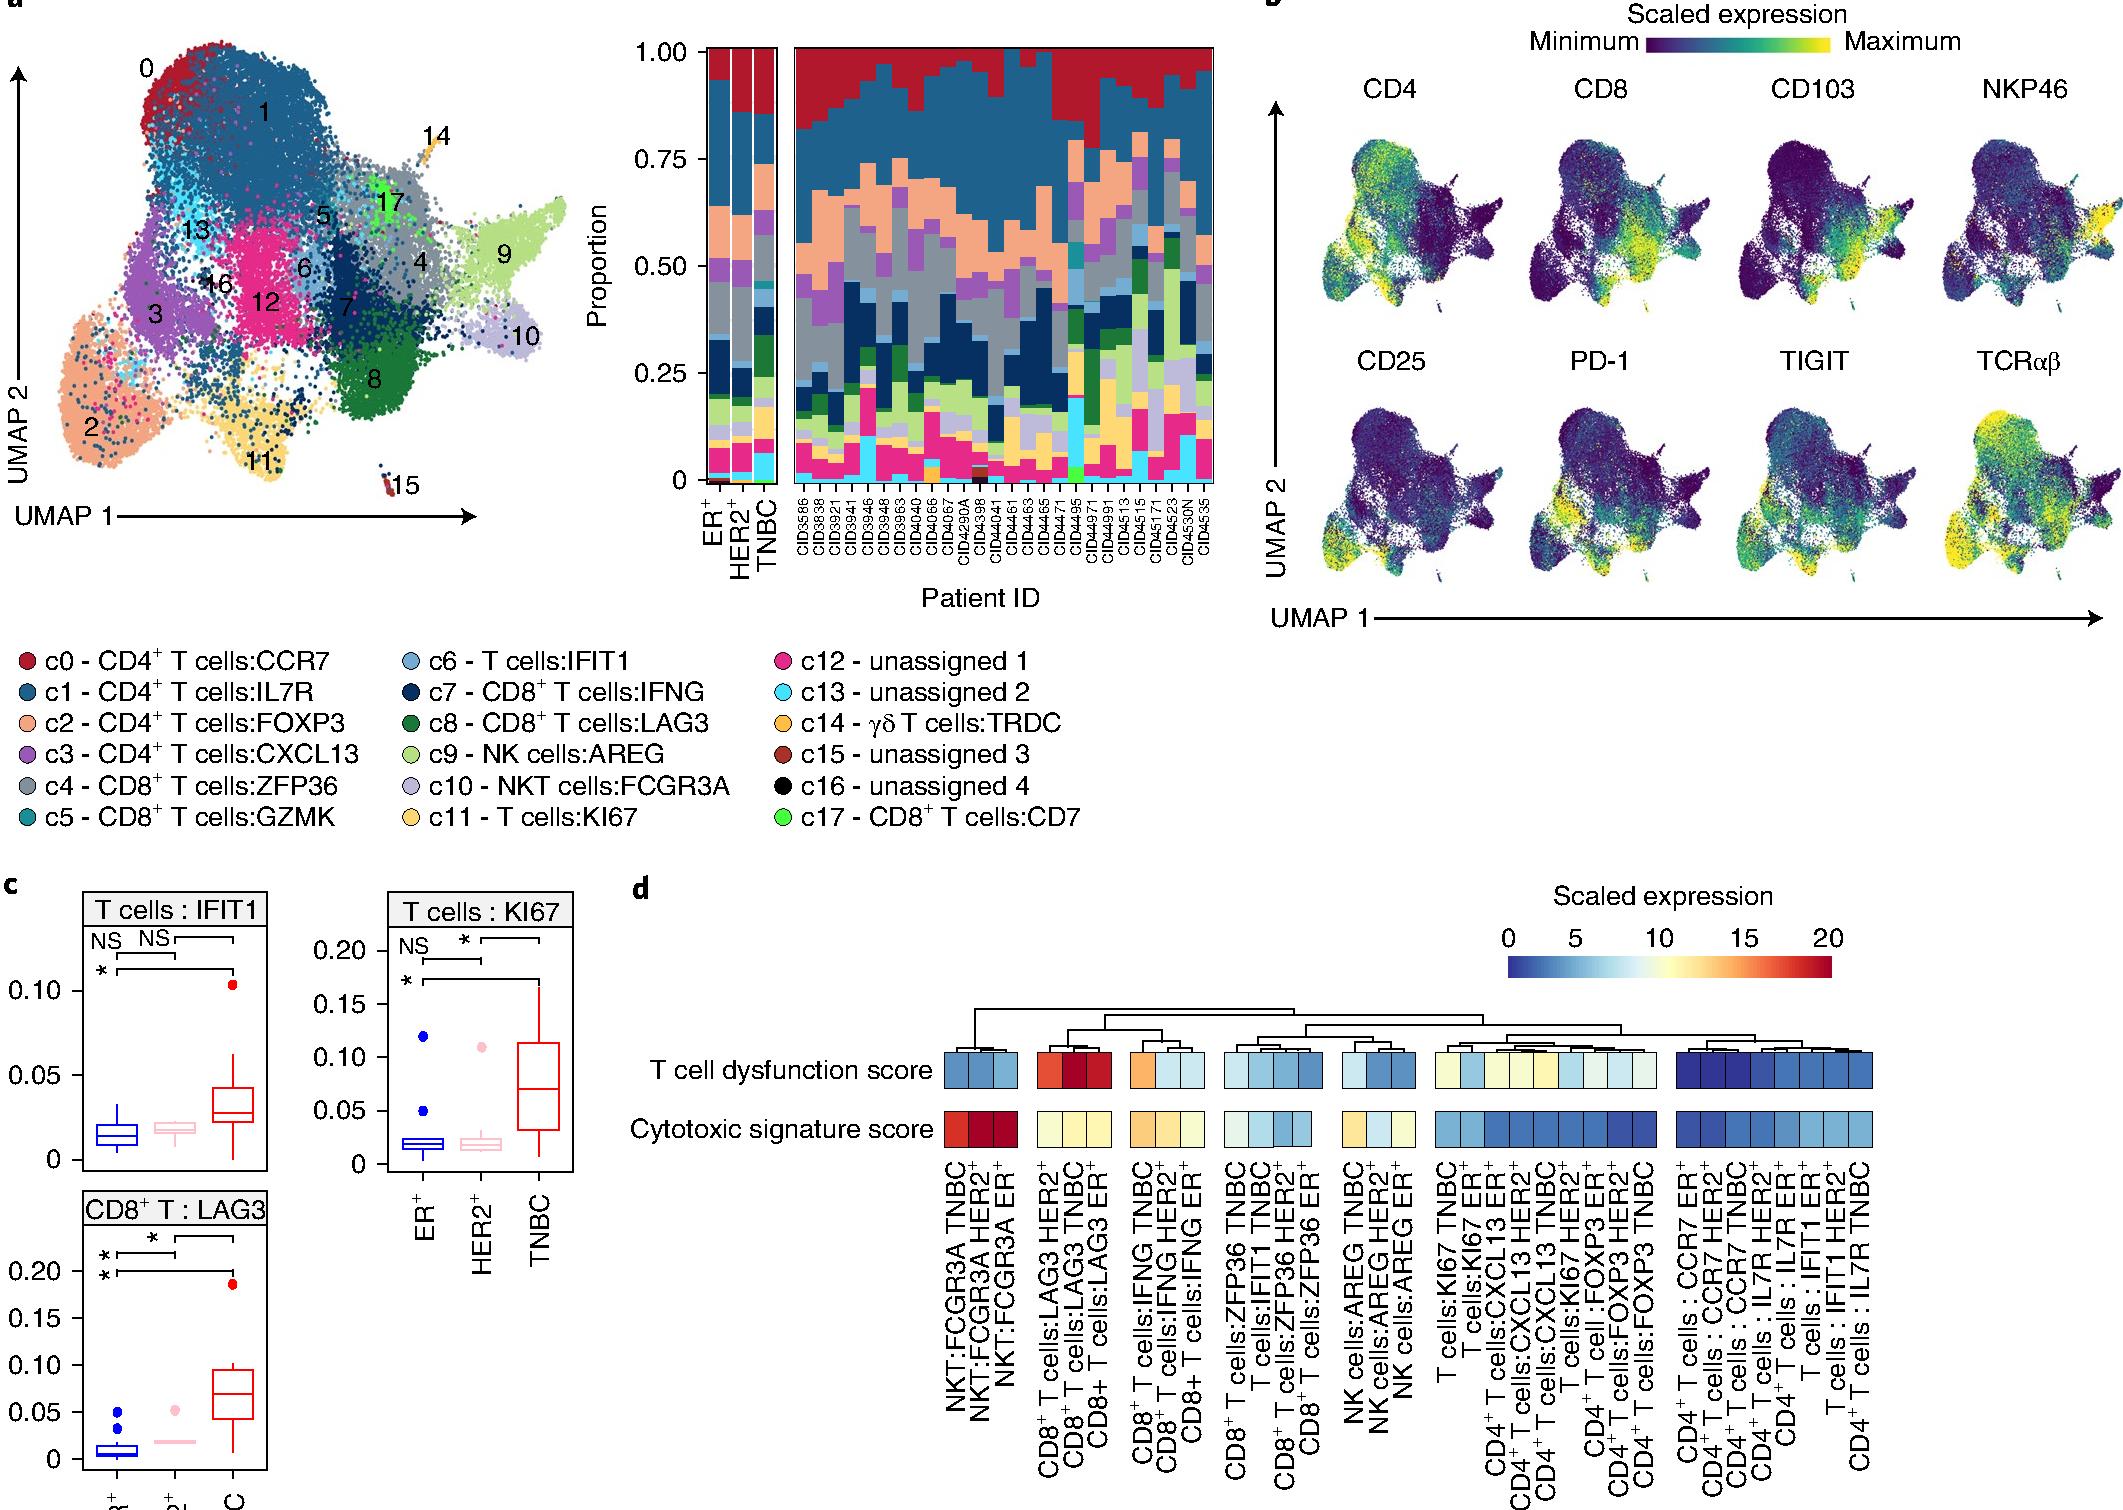 0
1
14
17
5
13
9
4
6
16
12
7
3
10
8
2
11
15
UMAP 2
UMAP 1
1.00
0.75
0.50
0.25
0
Proportion
ER+
HER2+
TNBC
CID3586
CID3838
CID3921
CID3941
CID3946
CID3948
CID3963
CID4040
CID4066
CID4067
CID4290A
CID4398
CID44041
CID4461
CID4463
CID4465
CID4471
CID4495
CID44971
CID44991
CID4513
CID4515
CID45171
CID4523
CID4530N
CID4535
Patient ID
Scaled expression
Minimum Maximum
CD4 CD8 CD103 NKP46
CD25 PD-1 TIGIT TCRαβ
UMAP 2
UMAP 1
c0 - CD4+ T cells:CCR7
c1 - CD4+ T cells:IL7R
c2 - CD4+ T cells:FOXP3
c3 - CD4+ T cells:CXCL13
c4 - CD8+ T cells:ZFP36
c5 - CD8+ T cells:GZMK
c6 - T cells:IFIT1
c7 - CD8+ T cells:IFNG
c8 - CD8+ T cells:LAG3
c9 - NK cells:AREG
c10 - NKT cells:FCGR3A
c11 - T cells:KI67
c12 - unassigned 1
c13 - unassigned 2
c14 - γδ T cells:TRDC
c15 - unassigned 3
c16 - unassigned 4
c17 - CD8+ T cells:CD7
c
T cells : IFIT1
NS NS
*
0.10
0.05
0
T cells : KI67
NS *
*
0.20
0.15
0.10
0.05
0
ER+
HER2+
TNBC
CD8+ T : LAG3
*
*
*
0.20
0.15
0.10
0.05
0
d
Scaled expression
0 5 10 15 20
T cell dysfunction score
Cytotoxic signature score
NKT:FCGR3A TNBC
NKT:FCGR3A HER2+
NKT:FCGR3A ER+
CD8+ T cells:LAG3 HER2+
CD8+ T cells:LAG3 TNBC
CD8+ T cells:LAG3 ER+
CD8+ T cells:IFNG TNBC
CD8+ T cells:IFNG HER2+
CD8+ T cells:IFNG ER+
CD8+ T cells:ZFP36 TNBC
T cells:IFIT1 TNBC
CD8+ T cells:ZFP36 HER2+
CD8+ T cells:ZFP36 ER+
NK cells:AREG TNBC
NK cells:AREG HER2+
NK cells:AREG ER+
T cells:KI67 TNBC
T cells:KI67 ER+
CD4+ T cells:CXCL13 ER+
CD4+ T cells:CXCL13 HER2+
CD4+ T cells:CXCL13 TNBC
T cells:KI67 HER2+
CD4+ T cell :FOXP3 ER+
CD4+ T cells:FOXP3 HER2+
CD4+ T cells:FOXP3 TNBC
CD4+ T cells : CCR7 ER+
CD4+ T cells : CCR7 HER2+
CD4+ T cells : CCR7 TNBC
CD4+ T cells : IL7R HER2+
CD4+ T cells : IL7R ER+
T cells : IFIT1 ER+
T cells : IFIT1 HER2+
CD4+ T cells : IL7R TNBC